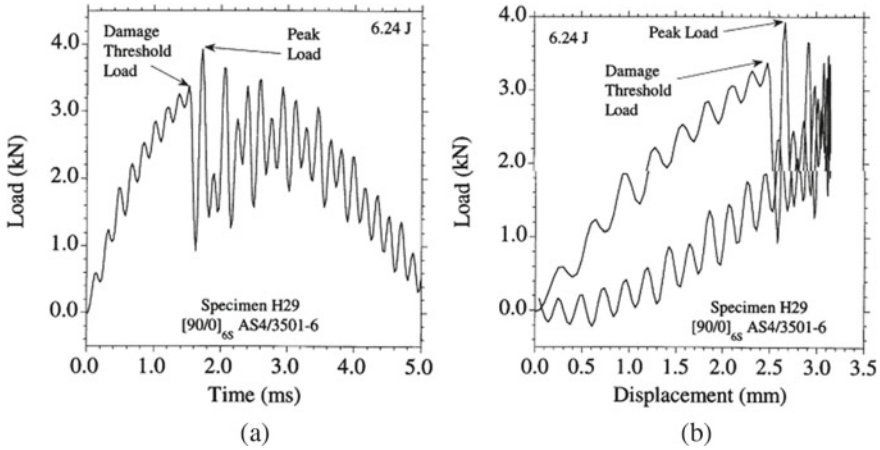 6.24 J
Damage
Threshold
Load
Peak
Load
4.0
3.0
2.0
1.0
0.0
Load (kN)
Specimen H29
[90/0]6S AS4/3501-6
0.0 1.0 2.0 3.0 4.0 5.0
Time (ms)
(a)
6.24 J
Peak Load
Damage
Threshold
Load
4.0
3.0
2.0
1.0
0.0
Load (kN)
Specimen H29
[90/0]6S AS4/3501-6
0.0 0.5 1.0 1.5 2.0 2.5 3.0 3.5
Displacement (mm)
(b)